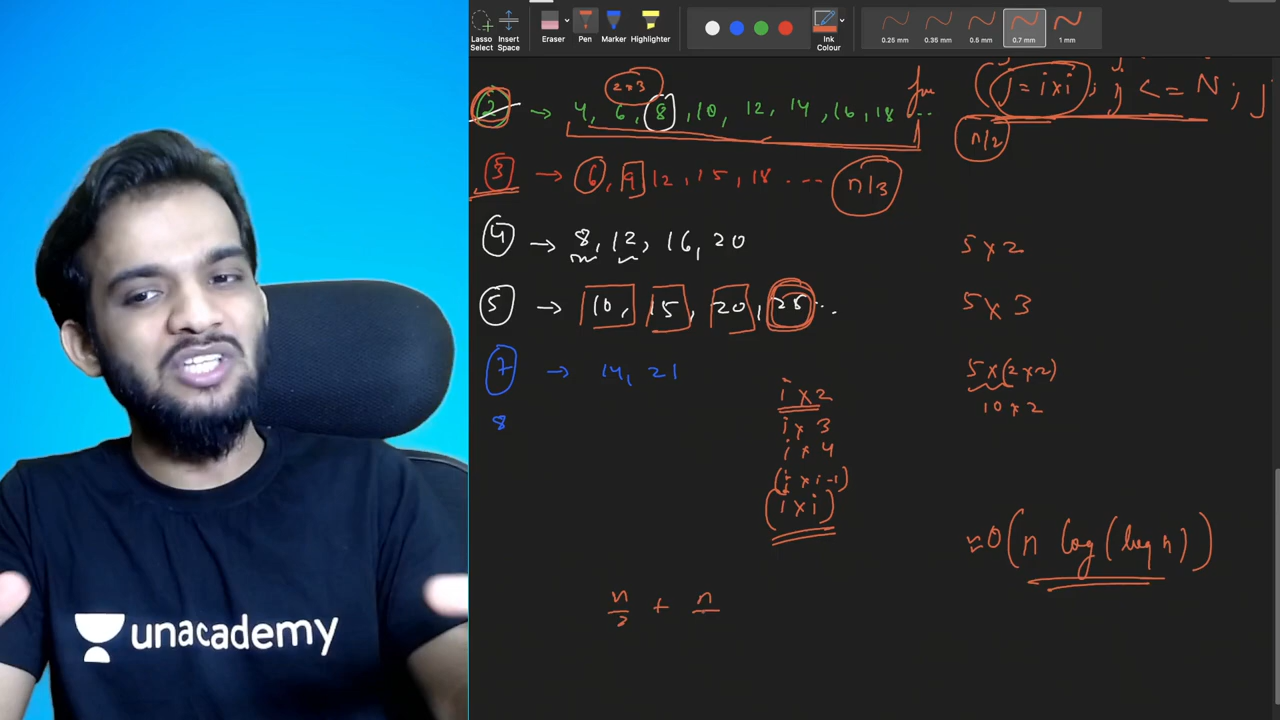 Lasso Select
Insert Space
Eraser
Pen
Marker
Highlighter
Ink Colour
0.25 mm
0.35 mm
0.5 mm
0.7 mm
1 mm
2 → 4, 6, 8, 10, 12, 14, 16, 18 ..
2×3
for (j = i×i; j <= N; j
n/2
3 → 6, 9, 12, 15, 18 .... n/3
4 → 8, 12, 16, 20
5 × 2
5 → 10, 15, 20, 25 ..
5 × 3
7 → 14, 21
5 × (2 × 2)
10 × 2
8
i × 2
i × 3
i × 4
(i × i-1)
(i × i)
≈ O(n log(log n))
n/2 + n
unacademy